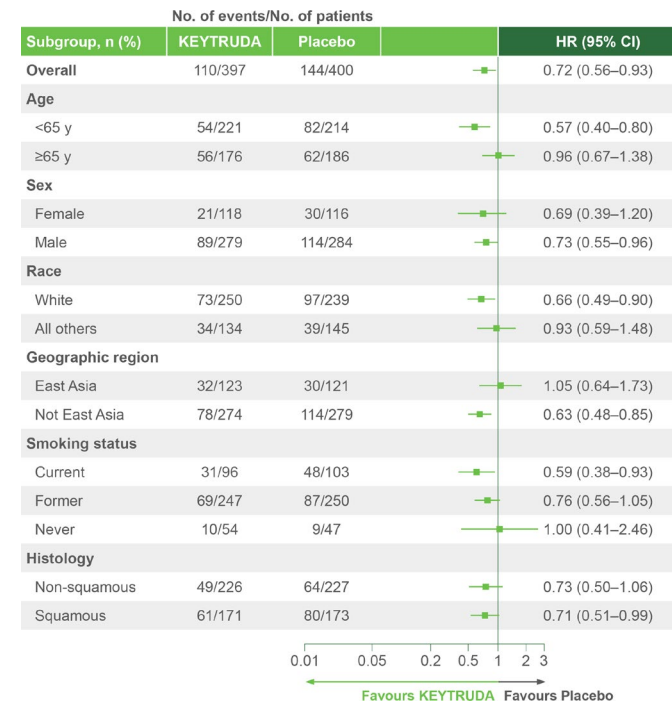 No. of events/No. of patients
Subgroup, n (%) KEYTRUDA Placebo HR (95% CI)
Overall 110/397 144/400 0.72 (0.56–0.93)
Age
<65 y 54/221 82/214 0.57 (0.40–0.80)
≥65 y 56/176 62/186 0.96 (0.67–1.38)
Sex
Female 21/118 30/116 0.69 (0.39–1.20)
Male 89/279 114/284 0.73 (0.55–0.96)
Race
White 73/250 97/239 0.66 (0.49–0.90)
All others 34/134 39/145 0.93 (0.59–1.48)
Geographic region
East Asia 32/123 30/121 1.05 (0.64–1.73)
Not East Asia 78/274 114/279 0.63 (0.48–0.85)
Smoking status
Current 31/96 48/103 0.59 (0.38–0.93)
Former 69/247 87/250 0.76 (0.56–1.05)
Never 10/54 9/47 1.00 (0.41–2.46)
Histology
Non-squamous 49/226 64/227 0.73 (0.50–1.06)
Squamous 61/171 80/173 0.71 (0.51–0.99)
0.01 0.05 0.2 0.5 1 2 3
Favours KEYTRUDA Favours Placebo